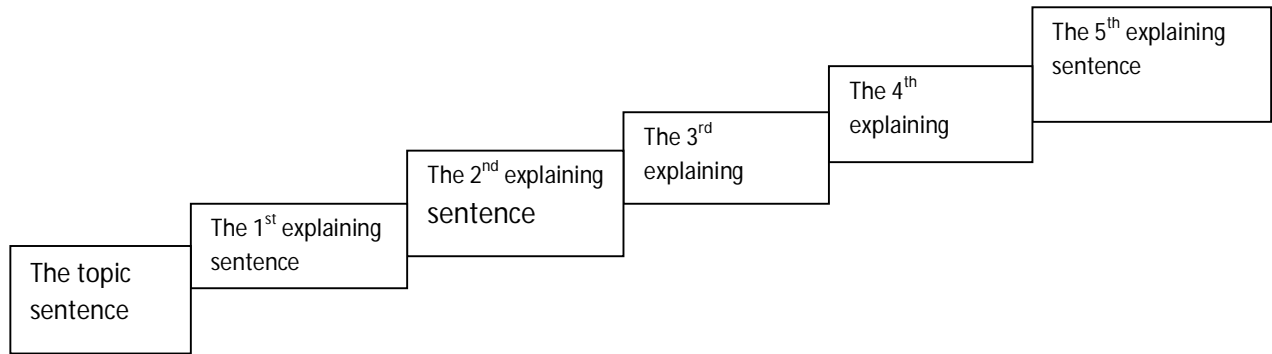 The topic
sentence
The 1st explaining
sentence
The 2nd explaining
sentence
The 3rd
explaining
The 4th
explaining
The 5th explaining
sentence